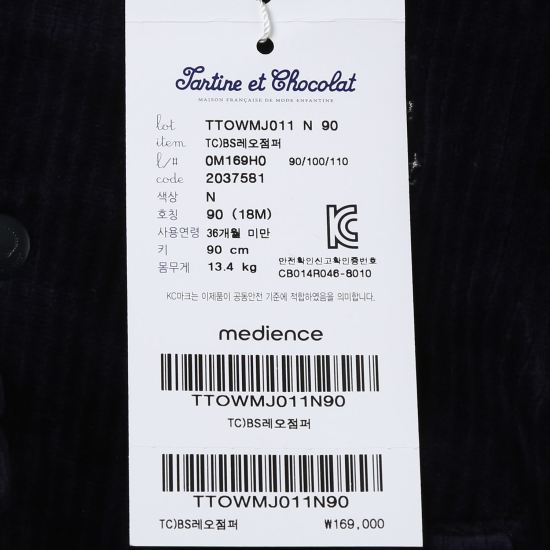 Tartine et Chocolat
MAISON FRANÇAISE DE MODE ENFANTINE
lot TTOWMJ011 N 90
item TC)BS레오점퍼
l/# 0M169H0 90/100/110
code 2037581
색상 N
호칭 90 (18M)
사용연령 36개월 미만
키 90 cm
몸무게 13.4 kg
안전확인신고확인증번호
CB014R046-8010
KC마크는 이제품이 공통안전 기준에 적합하였음을 의미합니다.
medience
TTOWMJ011N90
TC)BS레오점퍼
TTOWMJ011N90
TC)BS레오점퍼 ₩169,000